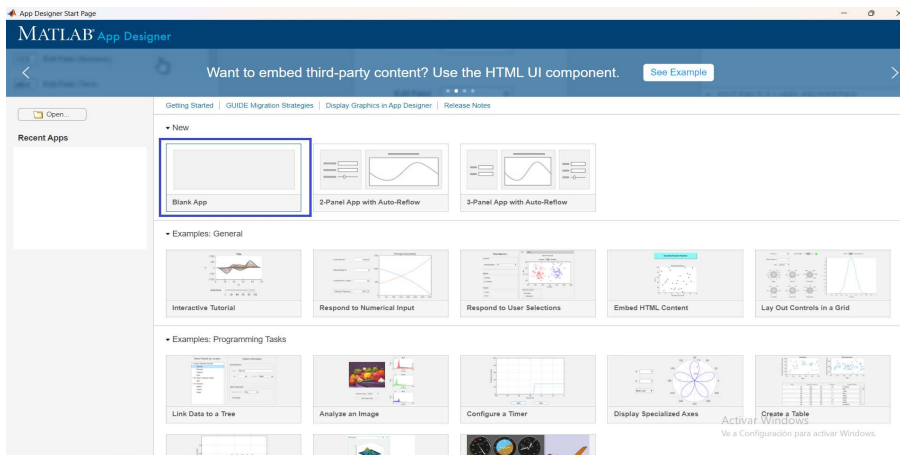 App Designer Start Page
MATLAB® App Designer
Want to embed third-party content? Use the HTML UI component. See Example
Open...
Recent Apps
Getting Started | GUIDE Migration Strategies | Display Graphics in App Designer | Release Notes
New
Blank App
2-Panel App with Auto-Reflow
3-Panel App with Auto-Reflow
Examples: General
Interactive Tutorial
Respond to Numerical Input
Respond to User Selections
Embed HTML Content
Lay Out Controls in a Grid
Examples: Programming Tasks
Link Data to a Tree
Analyze an Image
Configure a Timer
Display Specialized Axes
Create a Table
Activar Windows
Ve a Configuración para activar Windows.